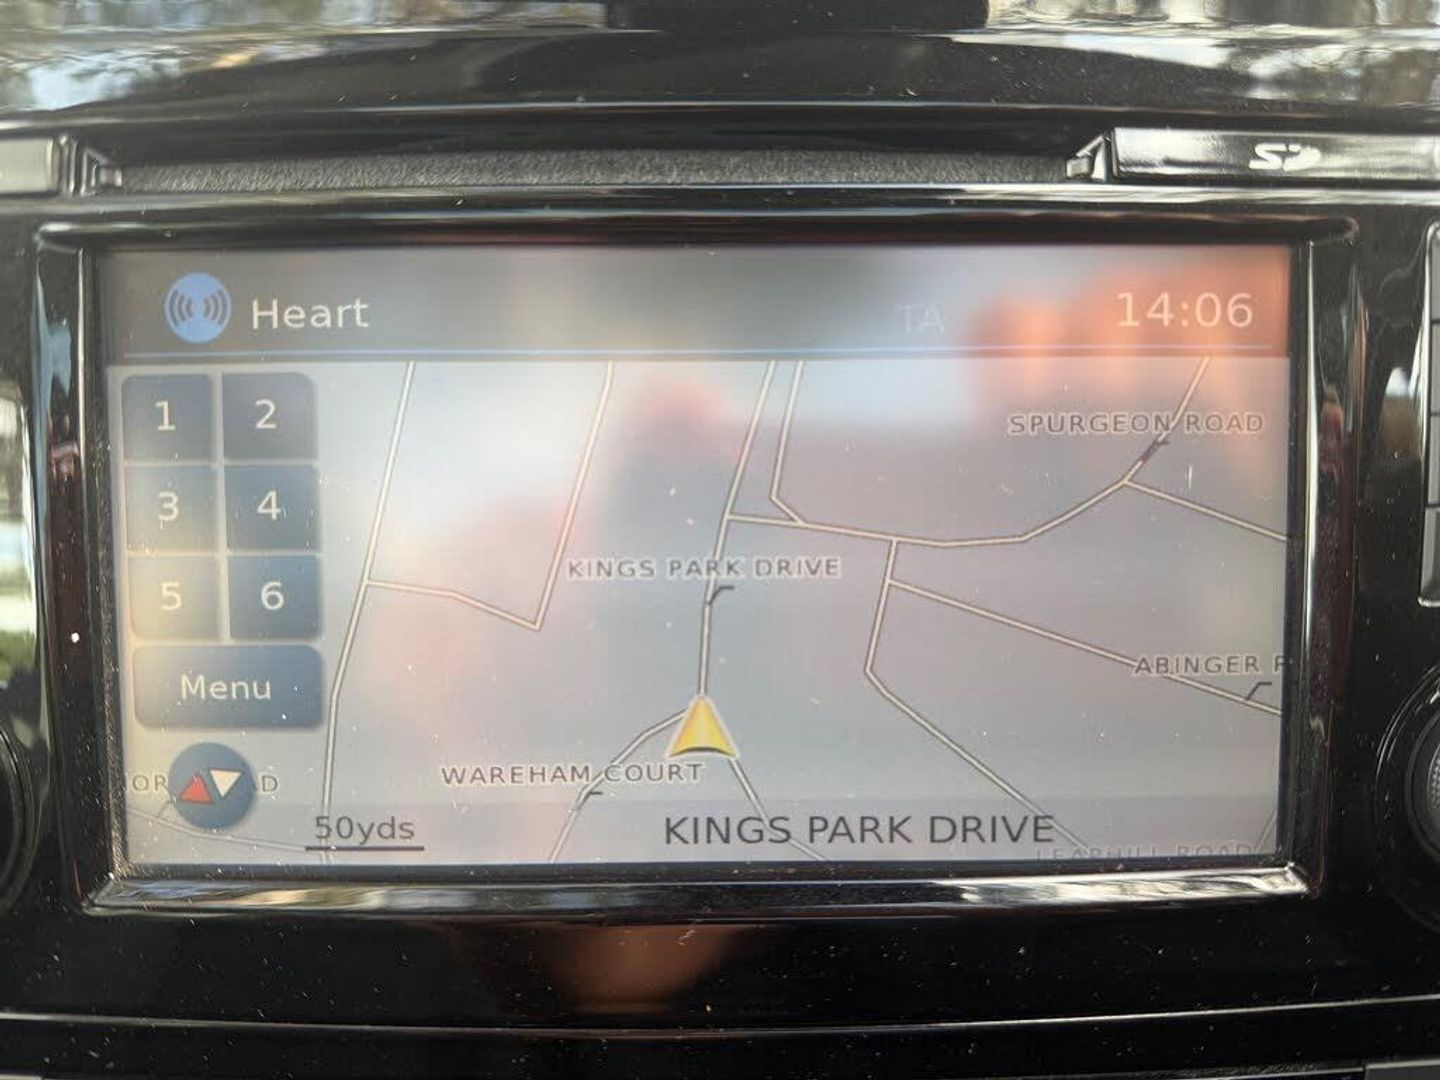 SD
Heart
TA
14:06
1
2
3
4
5
6
Menu
SPURGEON ROAD
KINGS PARK DRIVE
ABINGER
WAREHAM COURT
50yds
KINGS PARK DRIVE